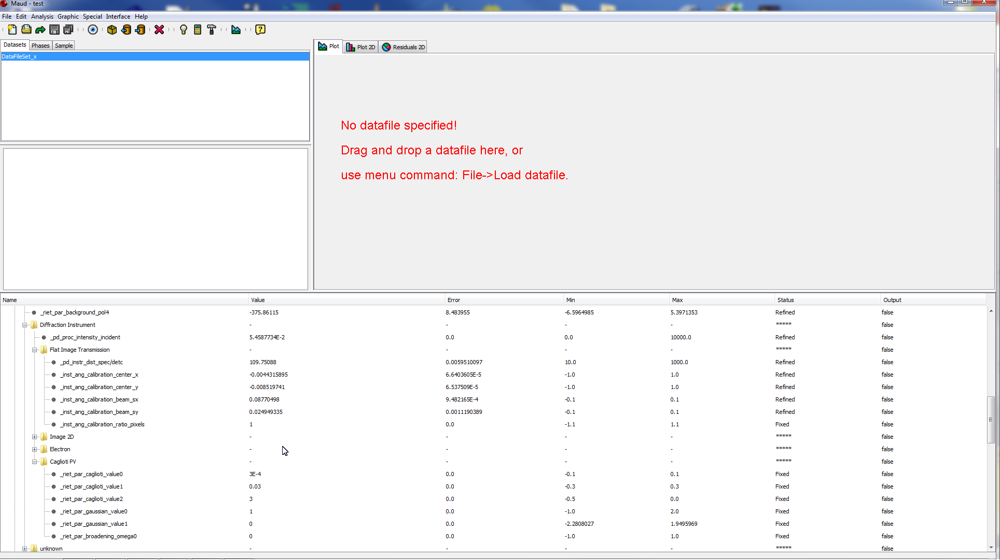 Maud - test
File Edit Analysis Graphic Special Interface Help
Datasets Phases Sample
DataFileSet_x
Plot Plot 2D Residuals 2D
No datafile specified!
Drag and drop a datafile here, or
use menu command: File->Load datafile.
Name Value Error Min Max Status Output
_riet_par_background_pol4 -375.86115 8.483955 -6.5964985 5.3971353 Refined false
Diffraction Instrument - - - - ***** false
_pd_proc_intensity_incident 5.4587734E-2 0.0 0.0 10000.0 Refined false
Flat Image Transmission - - - - ***** false
_pd_instr_dist_spec/detc 109.75088 0.0059510097 10.0 1000.0 Refined false
_inst_ang_calibration_center_x -0.0044315895 6.6403605E-5 -1.0 1.0 Refined false
_inst_ang_calibration_center_y -0.008519741 6.537509E-5 -1.0 1.0 Refined false
_inst_ang_calibration_beam_sx 0.08770498 9.482165E-4 -0.1 0.1 Refined false
_inst_ang_calibration_beam_sy 0.024949335 0.0011190389 -0.1 0.1 Refined false
_inst_ang_calibration_ratio_pixels 1 0.0 -1.1 1.1 Fixed false
Image 2D - - - - ***** false
Electron - - - - ***** false
Caglioti PV - - - - ***** false
_riet_par_caglioti_value0 3E-4 0.0 -0.1 0.1 Fixed false
_riet_par_caglioti_value1 0.03 0.0 -0.3 0.3 Fixed false
_riet_par_caglioti_value2 3 0.0 -0.5 0.0 Fixed false
_riet_par_gaussian_value0 1 0.0 -1.0 2.0 Fixed false
_riet_par_gaussian_value1 0 0.0 -2.2808027 1.9495969 Fixed false
_riet_par_broadening_omega0 0 0.0 -1.0 1.0 Fixed false
unknown - - - - ***** false